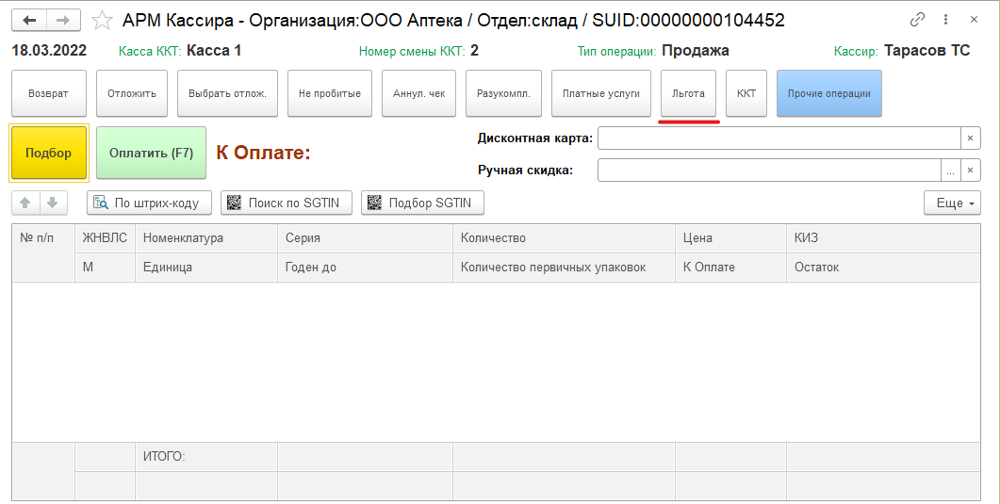 АРМ Кассира - Организация:ООО Аптека / Отдел:склад / SUID:00000000104452
18.03.2022 Касса ККТ: Касса 1 Номер смены ККТ: 2 Тип операции: Продажа Кассир: Тарасов ТС
Возврат Отложить Выбрать отлож. Не пробитые Аннул. чек Разукомпл. Платные услуги Льгота ККТ Прочие операции
Подбор Оплатить (F7) К Оплате:
Дисконтная карта:
Ручная скидка:
По штрих-коду Поиск по SGTIN Подбор SGTIN Еще
№ п/п ЖНВЛС Номенклатура Серия Количество Цена КИЗ
М Единица Годен до Количество первичных упаковок К Оплате Остаток
ИТОГО: